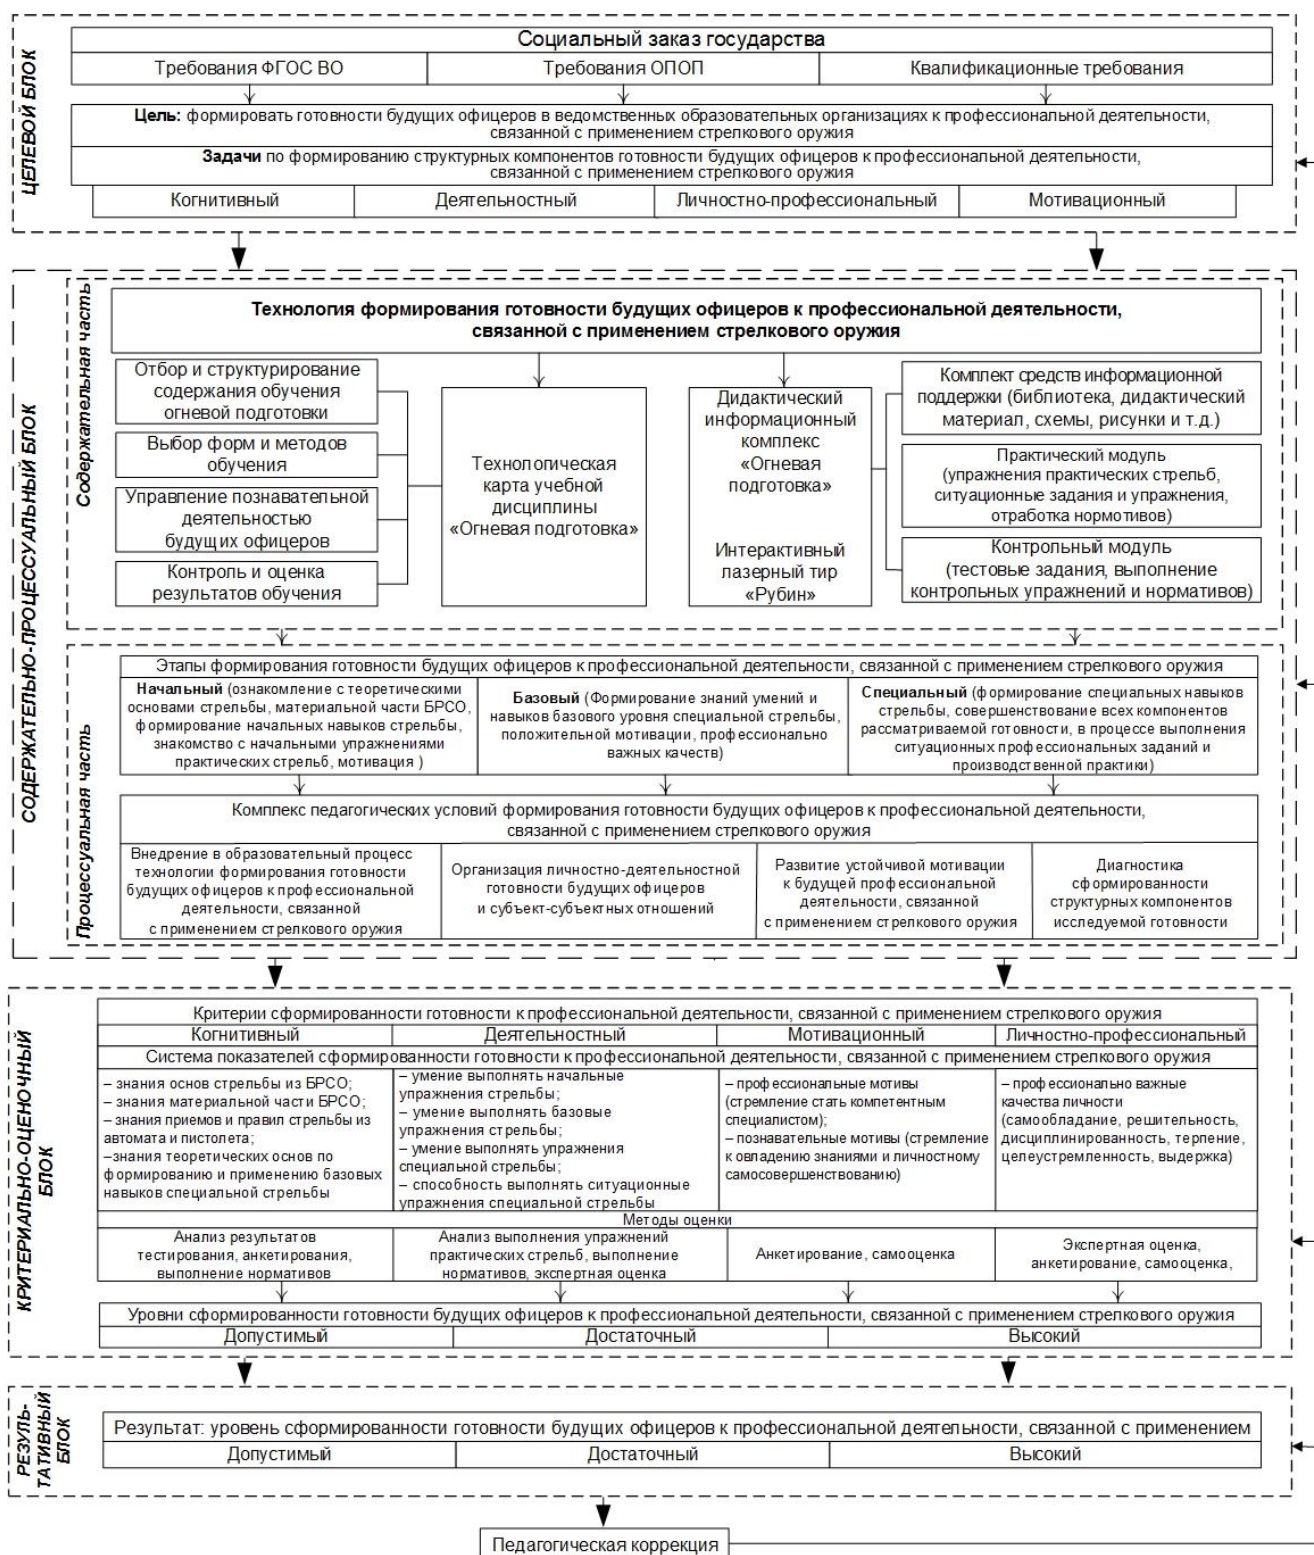 ЦЕЛЕВОЙ БЛОК
Социальный заказ государства
Требования ФГОС ВО
Требования ОПОП
Квалификационные требования
Цель: формировать готовности будущих офицеров в ведомственных образовательных организациях к профессиональной деятельности,
связанной с применением стрелкового оружия
Задачи по формированию структурных компонентов готовности будущих офицеров к профессиональной деятельности,
связанной с применением стрелкового оружия
Когнитивный
Деятельностный
Личностно-профессиональный
Мотивационный
СОДЕРЖАТЕЛЬНО-ПРОЦЕССУАЛЬНЫЙ БЛОК
Содержательная часть
Технология формирования готовности будущих офицеров к профессиональной деятельности,
связанной с применением стрелкового оружия
Отбор и структурирование
содержания обучения
огневой подготовки
Выбор форм и методов
обучения
Управление познавательной
деятельностью
будущих офицеров
Контроль и оценка
результатов обучения
Технологическая
карта учебной
дисциплины
«Огневая подготовка»
Дидактический
информационный
комплекс
«Огневая
подготовка»
Интерактивный
лазерный тир
«Рубин»
Комплект средств информационной
поддержки (библиотека, дидактический
материал, схемы, рисунки и т.д.)
Практический модуль
(упражнения практических стрельб,
ситуационные задания и упражнения,
отработка нормотивов)
Контрольный модуль
(тестовые задания, выполнение
контрольных упражнений и нормативов)
Процессуальная часть
Этапы формирования готовности будущих офицеров к профессиональной деятельности, связанной с применением стрелкового оружия
Начальный (ознакомление с теоретическими
основами стрельбы, материальной части БРСО,
формирование начальных навыков стрельбы,
знакомство с начальными упражнениями
практических стрельб, мотивация )
Базовый (Формирование знаний умений и
навыков базового уровня специальной стрельбы,
положительной мотивации, профессионально
важных качеств)
Специальный (формирование специальных навыков
стрельбы, совершенствование всех компонентов
рассматриваемой готовности, в процессе выполнения
ситуационных профессиональных заданий и
производственной практики)
Комплекс педагогических условий формирования готовности будущих офицеров к профессиональной деятельности,
связанной с применением стрелкового оружия
Внедрение в образовательный процесс
технологии формирования готовности
будущих офицеров к профессиональной
деятельности, связанной
с применением стрелкового оружия
Организация личностно-деятельностной
готовности будущих офицеров
и субъект-субъектных отношений
Развитие устойчивой мотивации
к будущей профессиональной
деятельности, связанной
с применением стрелкового оружия
Диагностика
сформированности
структурных компонентов
исследуемой готовности
КРИТЕРИАЛЬНО-ОЦЕНОЧНЫЙ
БЛОК
Критерии сформированности готовности к профессиональной деятельности, связанной с применением стрелкового оружия
Когнитивный
Деятельностный
Мотивационный
Личностно-профессиональный
Система показателей сформированности готовности к профессиональной деятельности, связанной с применением стрелкового оружия
– знания основ стрельбы из БРСО;
– знания материальной части БРСО;
– знания приемов и правил стрельбы из
автомата и пистолета;
–знания теоретических основ по
формированию и применению базовых
навыков специальной стрельбы
– умение выполнять начальные
упражнения стрельбы;
– умение выполнять базовые
упражнения стрельбы;
– умение выполнять упражнения
специальной стрельбы;
– способность выполнять ситуационные
упражнения специальной стрельбы
– профессиональные мотивы
(стремление стать компетентным
специалистом);
– познавательные мотивы (стремление
к овладению знаниями и личностному
самосовершенствованию)
– профессионально важные
качества личности
(самообладание, решительность,
дисциплинированность, терпение,
целеустремленность, выдержка)
Методы оценки
Анализ результатов
тестирования, анкетирования,
выполнение нормативов
Анализ выполнения упражнений
практических стрельб, выполнение
нормативов, экспертная оценка
Анкетирование, самооценка
Экспертная оценка,
анкетирование, самооценка,
Уровни сформированности готовности будущих офицеров к профессиональной деятельности, связанной с применением стрелкового оружия
Допустимый
Достаточный
Высокий
РЕЗУЛЬ-
ТАТИВНЫЙ
БЛОК
Результат: уровень сформированности готовности будущих офицеров к профессиональной деятельности, связанной с применением
Допустимый
Достаточный
Высокий
Педагогическая коррекция